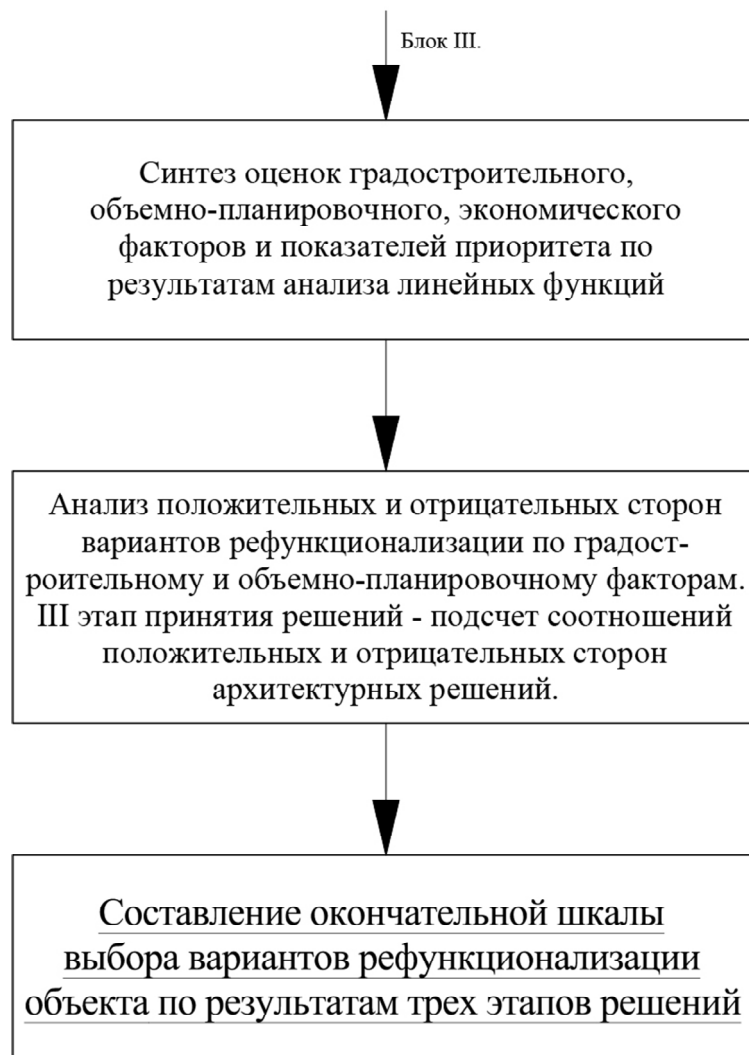 Блок III.
Синтез оценок градостроительного,
объемно-планировочного, экономического
факторов и показателей приоритета по
результатам анализа линейных функций
Анализ положительных и отрицательных сторон
вариантов рефункционализации по градост-
роительному и объемно-планировочному факторам.
III этап принятия решений - подсчет соотношений
положительных и отрицательных сторон
архитектурных решений.
Составление окончательной шкалы
выбора вариантов рефункционализации
объекта по результатам трех этапов решений